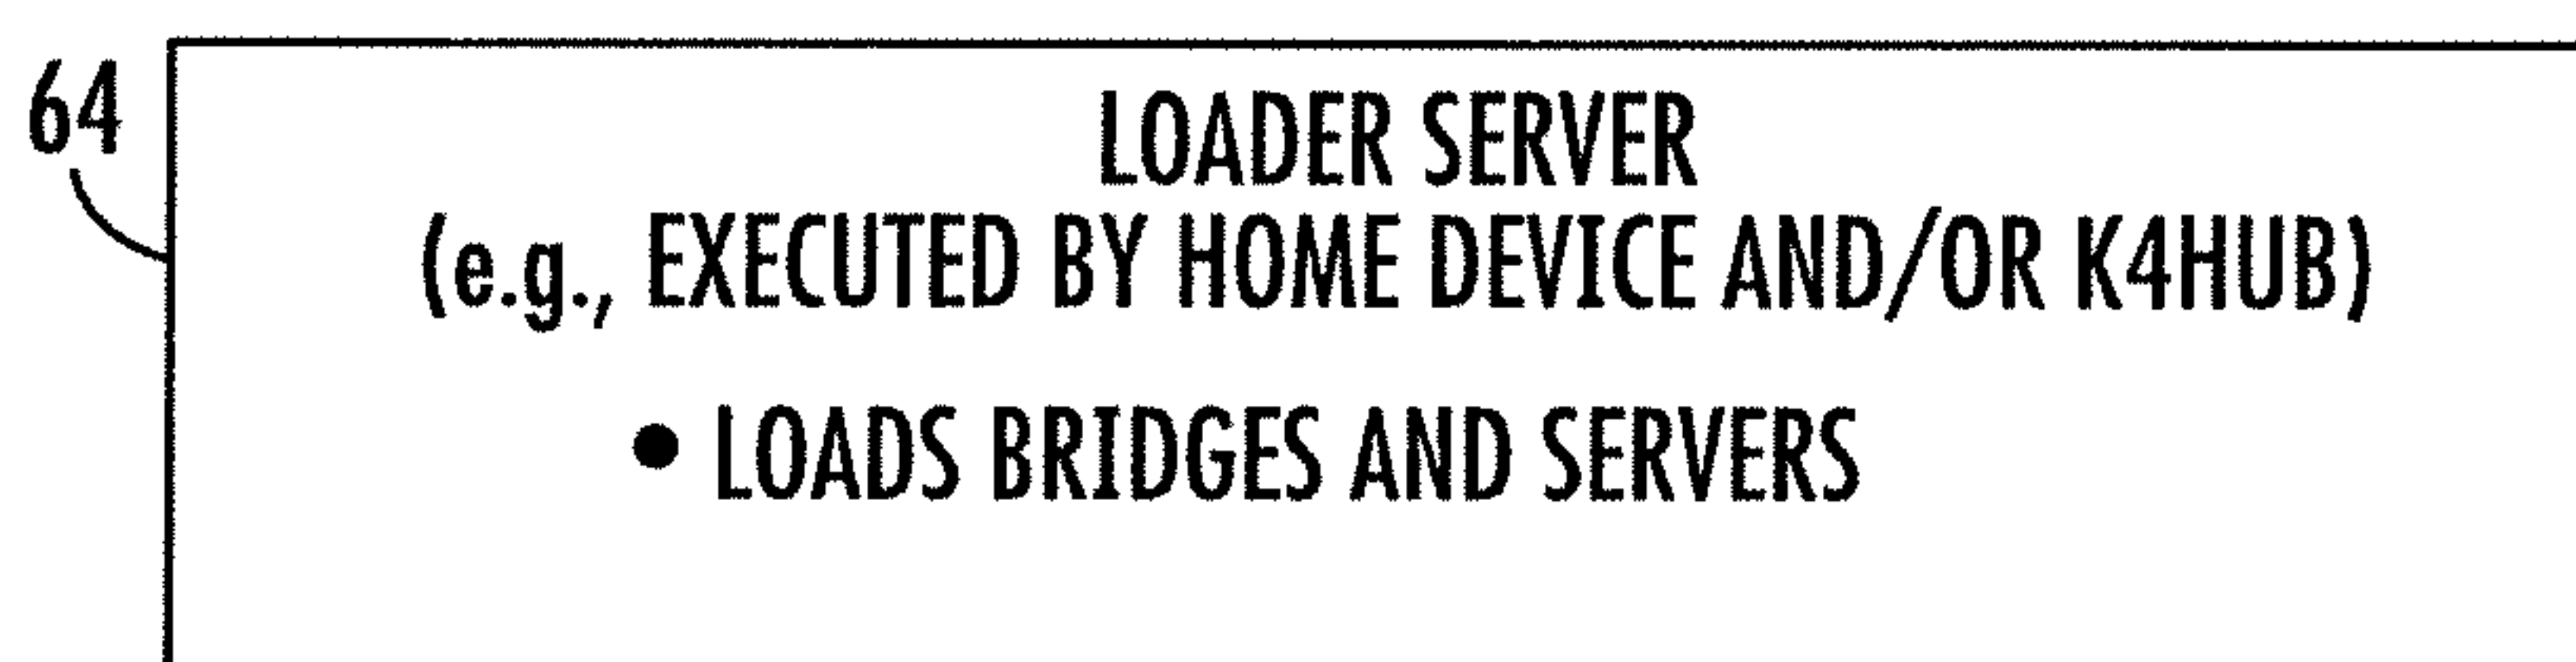 64
LOADER SERVER
(e.g., EXECUTED BY HOME DEVICE AND/OR K4HUB)
• LOADS BRIDGES AND SERVERS